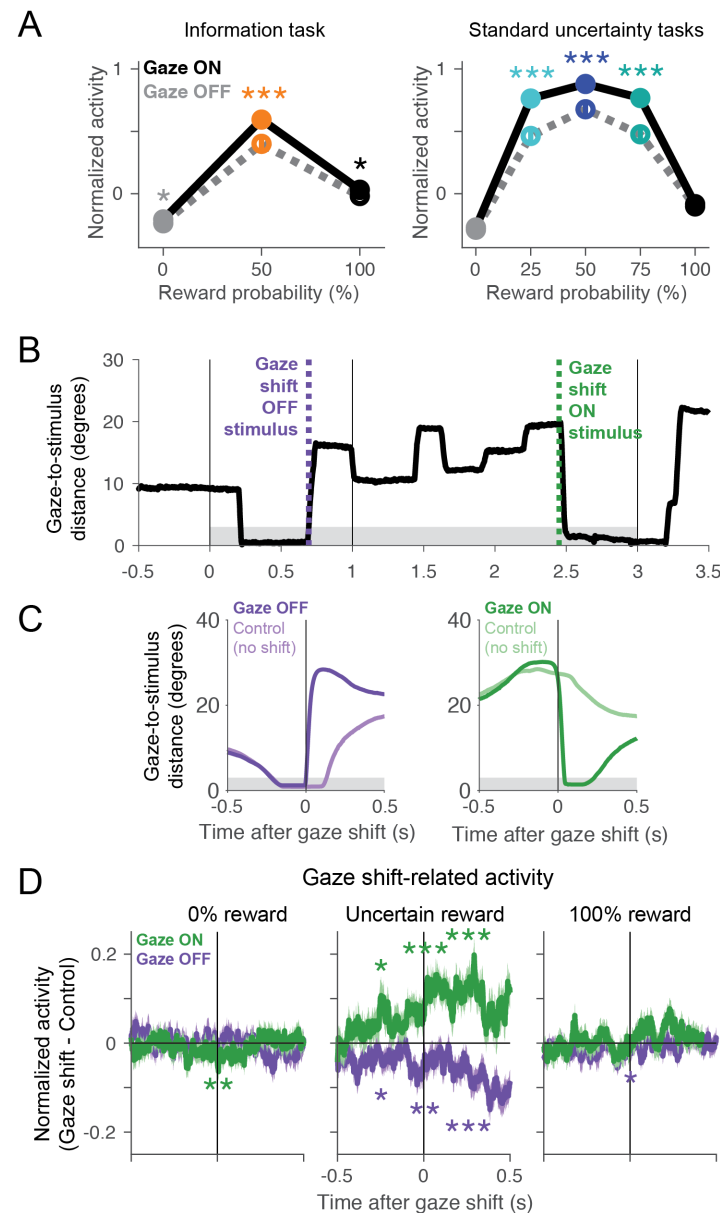 A
Information task
Standard uncertainty tasks
Normalized activity
1
0
Gaze ON
Gaze OFF
***
*
*
0
50
100
Reward probability (%)
Normalized activity
1
0
***
***
***
0
25
50
75
100
Reward probability (%)
B
Gaze-to-stimulus
distance (degrees)
30
20
10
0
Gaze
shift
OFF
stimulus
Gaze
shift
ON
stimulus
-0.5
0
0.5
1
1.5
2
2.5
3
3.5
C
Gaze-to-stimulus
distance (degrees)
40
20
0
Gaze OFF
Control
(no shift)
-0.5
0
0.5
Time after gaze shift (s)
40
20
0
Gaze ON
Control
(no shift)
-0.5
0
0.5
Time after gaze shift (s)
D
Gaze shift-related activity
0% reward
Uncertain reward
100% reward
Normalized activity
(Gaze shift - Control)
0.2
0
-0.2
Gaze ON
Gaze OFF
**
*
***
***
*
**
***
*
-0.5
0
0.5
Time after gaze shift (s)